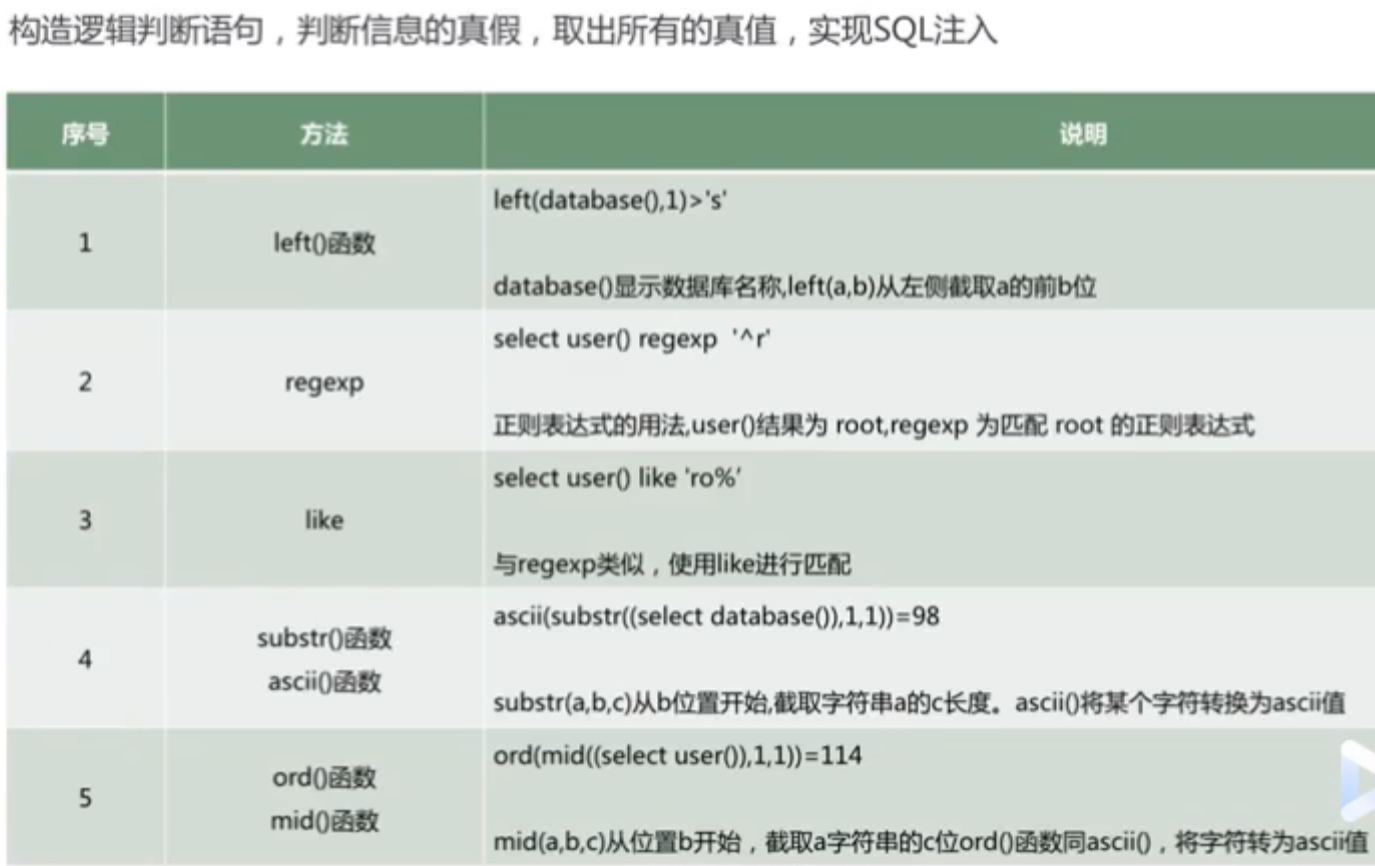 构造逻辑判断语句，判断信息的真假，取出所有的真值，实现SQL注入
序号 方法 说明
1 left()函数 left(database(),1)>'s'
database()显示数据库名称,left(a,b)从左侧截取a的前b位
2 regexp select user() regexp '^r'
正则表达式的用法,user()结果为 root,regexp 为匹配 root 的正则表达式
3 like select user() like 'ro%'
与regexp类似，使用like进行匹配
4 substr()函数 ascii(substr((select database()),1,1))=98
ascii()函数 substr(a,b,c)从b位置开始,截取字符串a的c长度。ascii()将某个字符转换为ascii值
5 ord()函数 ord(mid((select user()),1,1))=114
mid()函数 mid(a,b,c)从位置b开始，截取a字符串的c位ord()函数同ascii()，将字符转为ascii值